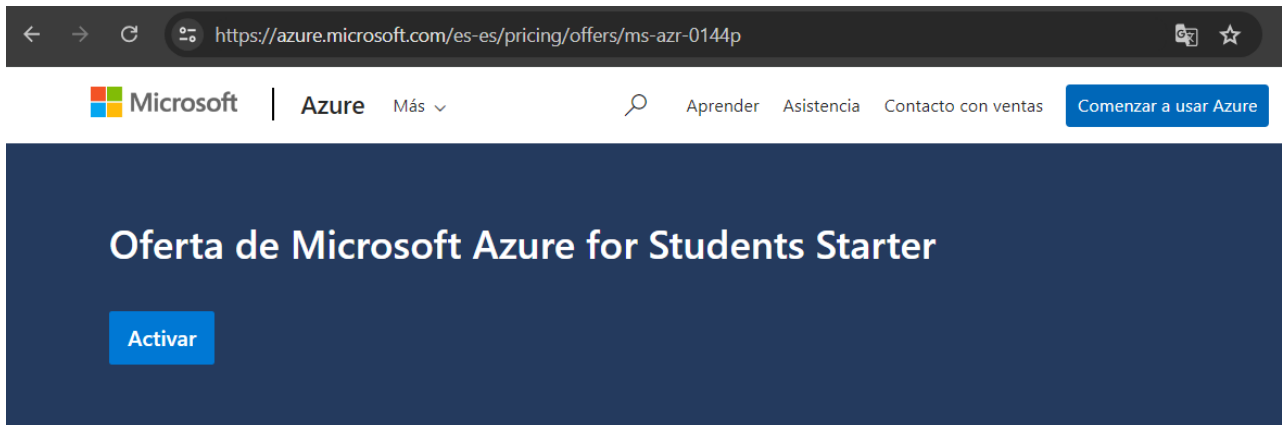 https://azure.microsoft.com/es-es/pricing/offers/ms-azr-0144p
Microsoft Azure Más Aprender Asistencia Contacto con ventas Comenzar a usar Azure
Oferta de Microsoft Azure for Students Starter
Activar